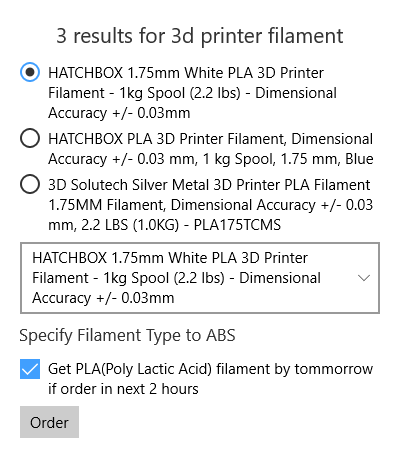 3 results for 3d printer filament
HATCHBOX 1.75mm White PLA 3D Printer
Filament - 1kg Spool (2.2 lbs) - Dimensional
Accuracy +/- 0.03mm
HATCHBOX PLA 3D Printer Filament, Dimensional
Accuracy +/- 0.03 mm, 1 kg Spool, 1.75 mm, Blue
3D Solutech Silver Metal 3D Printer PLA Filament
1.75MM Filament, Dimensional Accuracy +/- 0.03
mm, 2.2 LBS (1.0KG) - PLA175TCMS
HATCHBOX 1.75mm White PLA 3D Printer
Filament - 1kg Spool (2.2 lbs) - Dimensional
Accuracy +/- 0.03mm
Specify Filament Type to ABS
Get PLA(Poly Lactic Acid) filament by tommorrow
if order in next 2 hours
Order